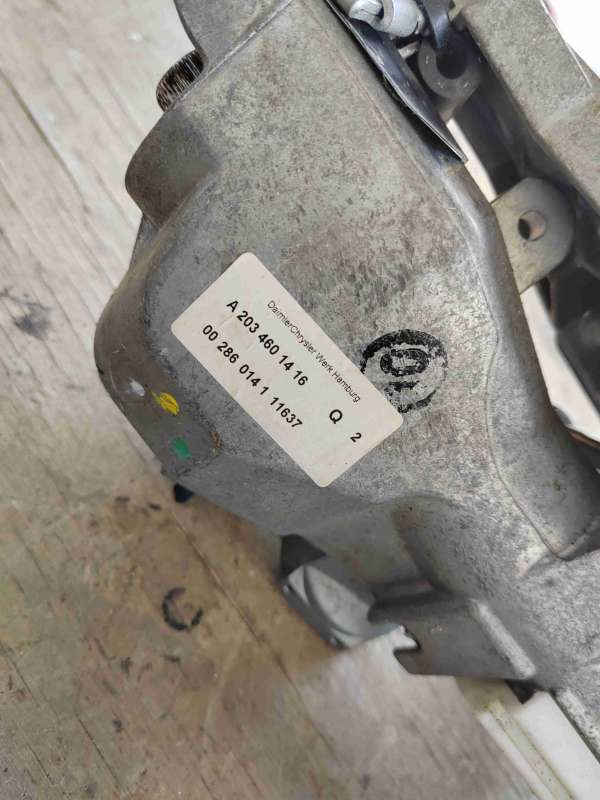 DaimlerChrysler Werk Hamburg
A 203 460 14 16 Q 2
00 286 014 1 11637